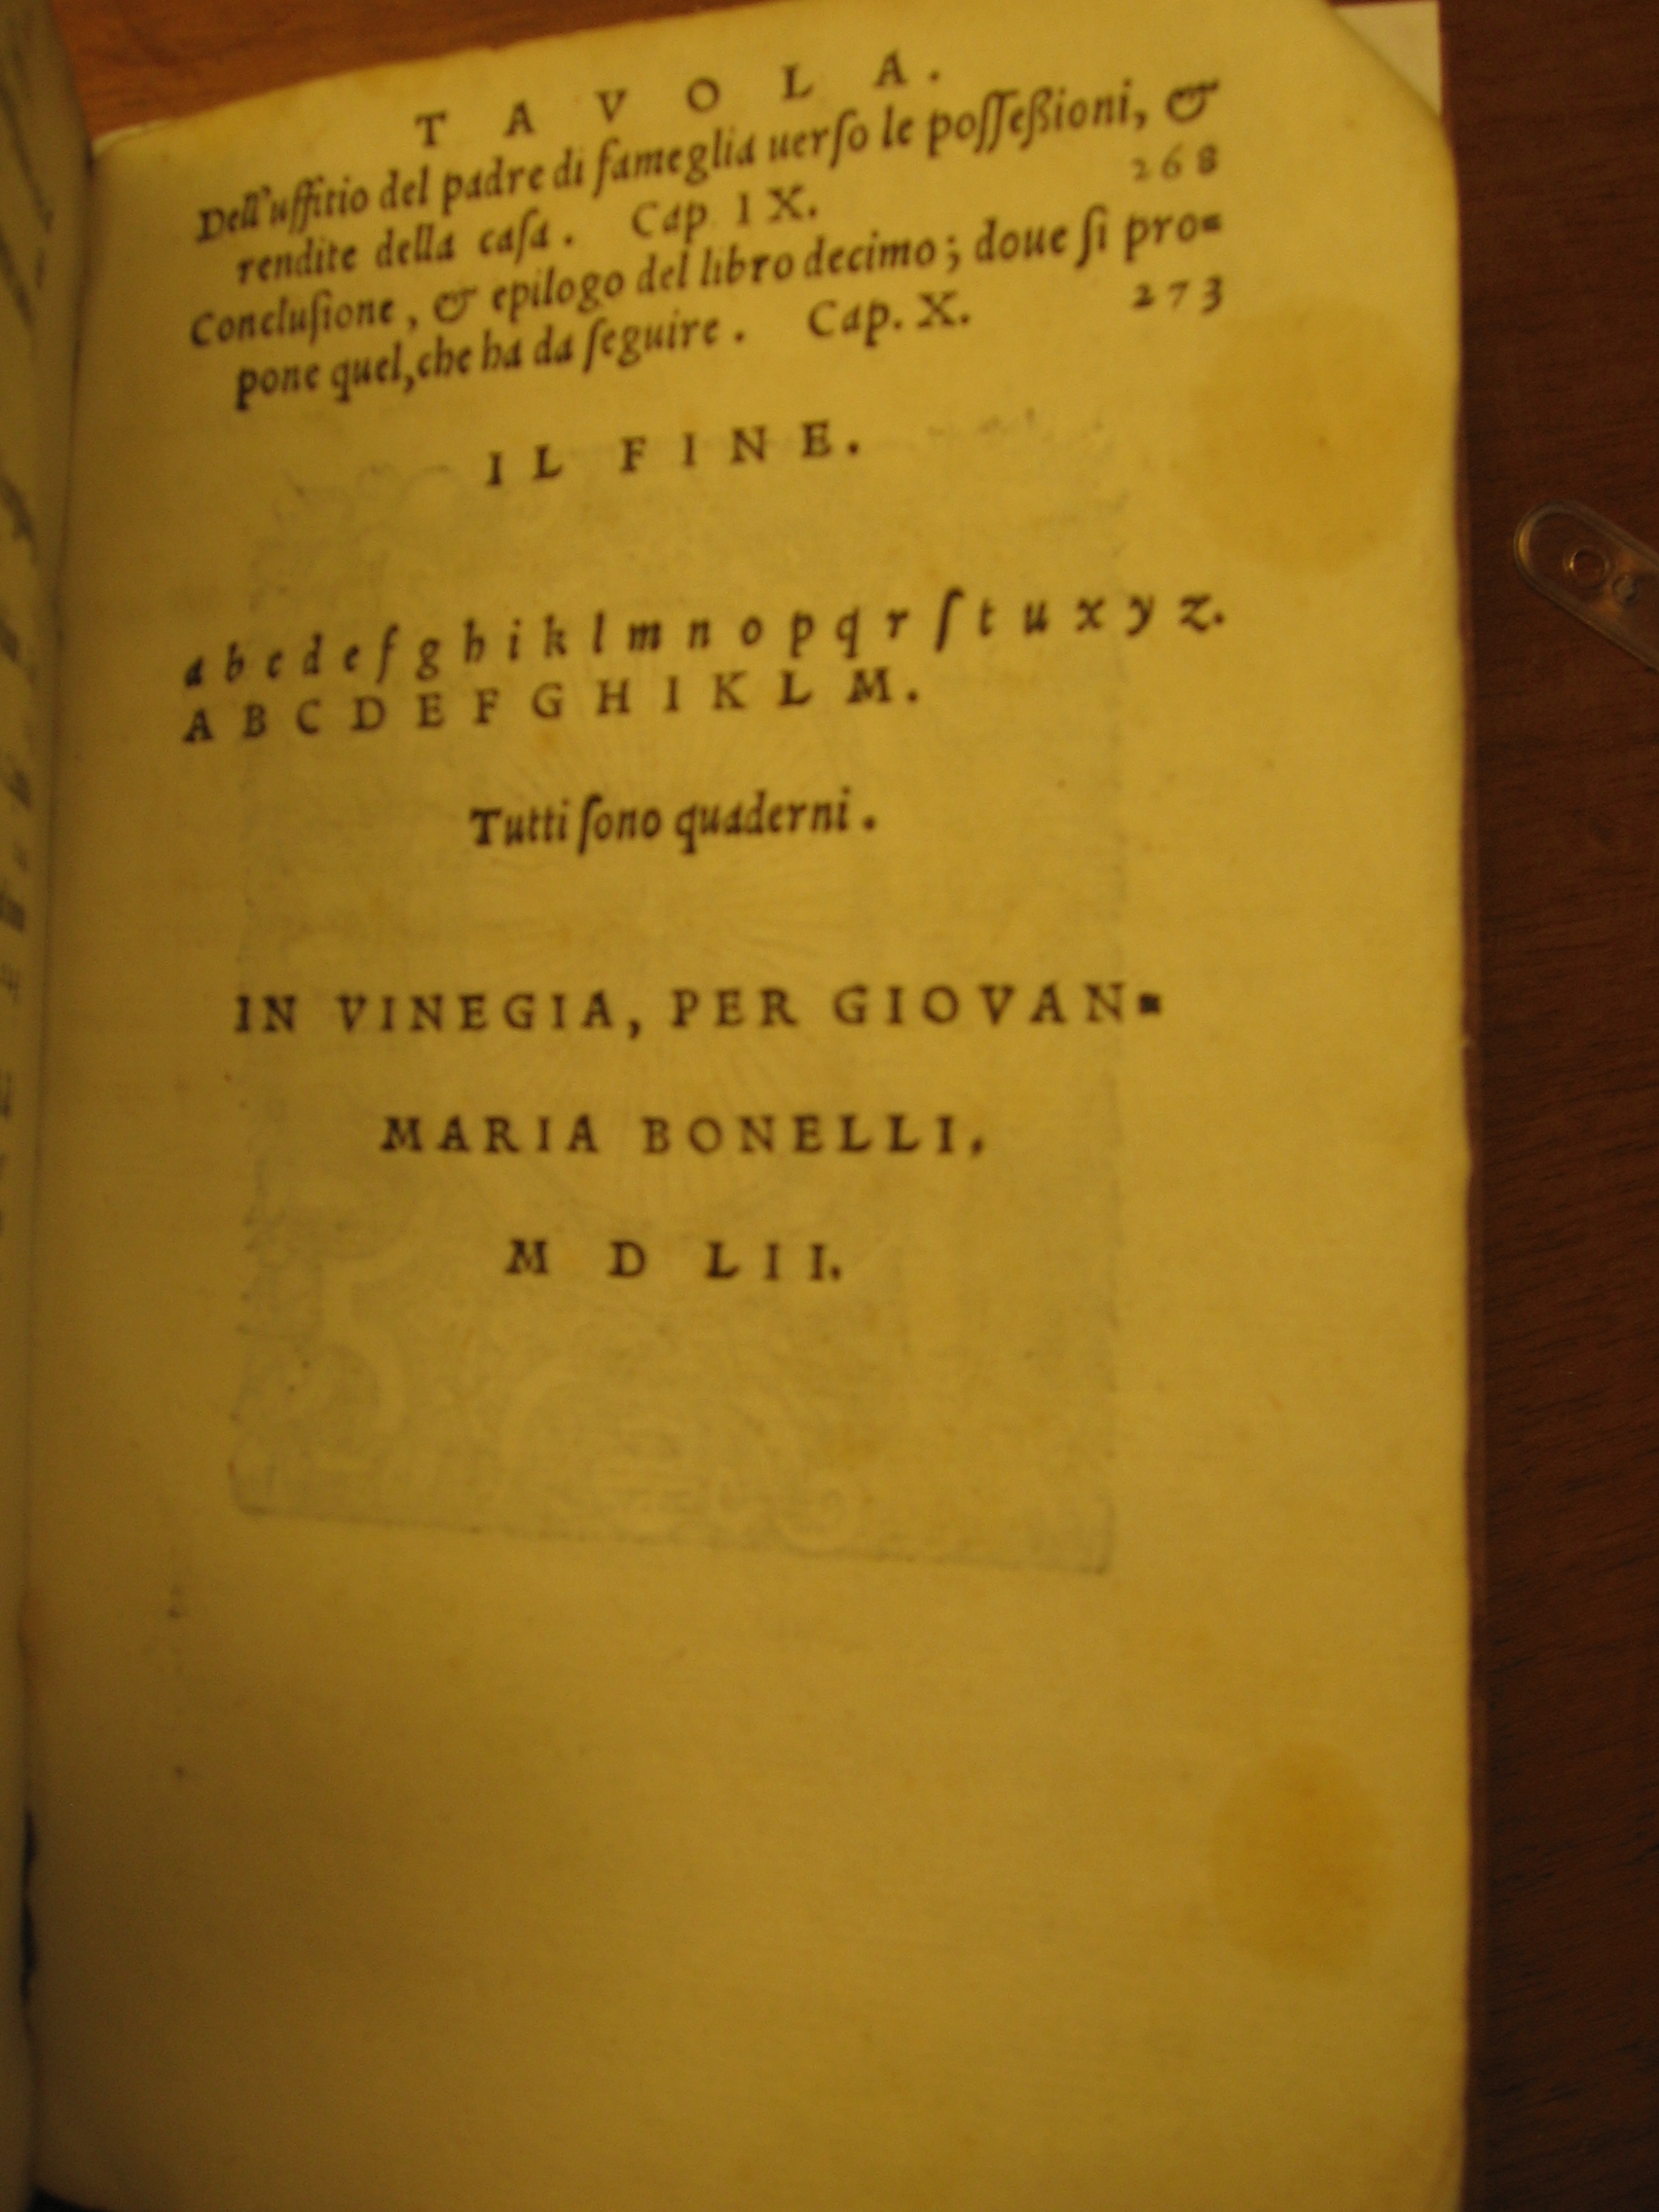 TAVOLA.
Dell'uffitio del padre di fameglia uerſo le poſſeßioni, &
rendite della caſa. Cap IX. 268
Concluſione, & epilogo del libro decimo; doue ſi pro=
pone quel, che ha da ſeguire. Cap. X. 273
IL FINE.
a b c d e f g h i k l m n o p q r ſ t u x y z.
A B C D E F G H I K L M.
Tutti ſono quaderni.
IN VINEGIA, PER GIOVAN=
MARIA BONELLI,
M D LII.